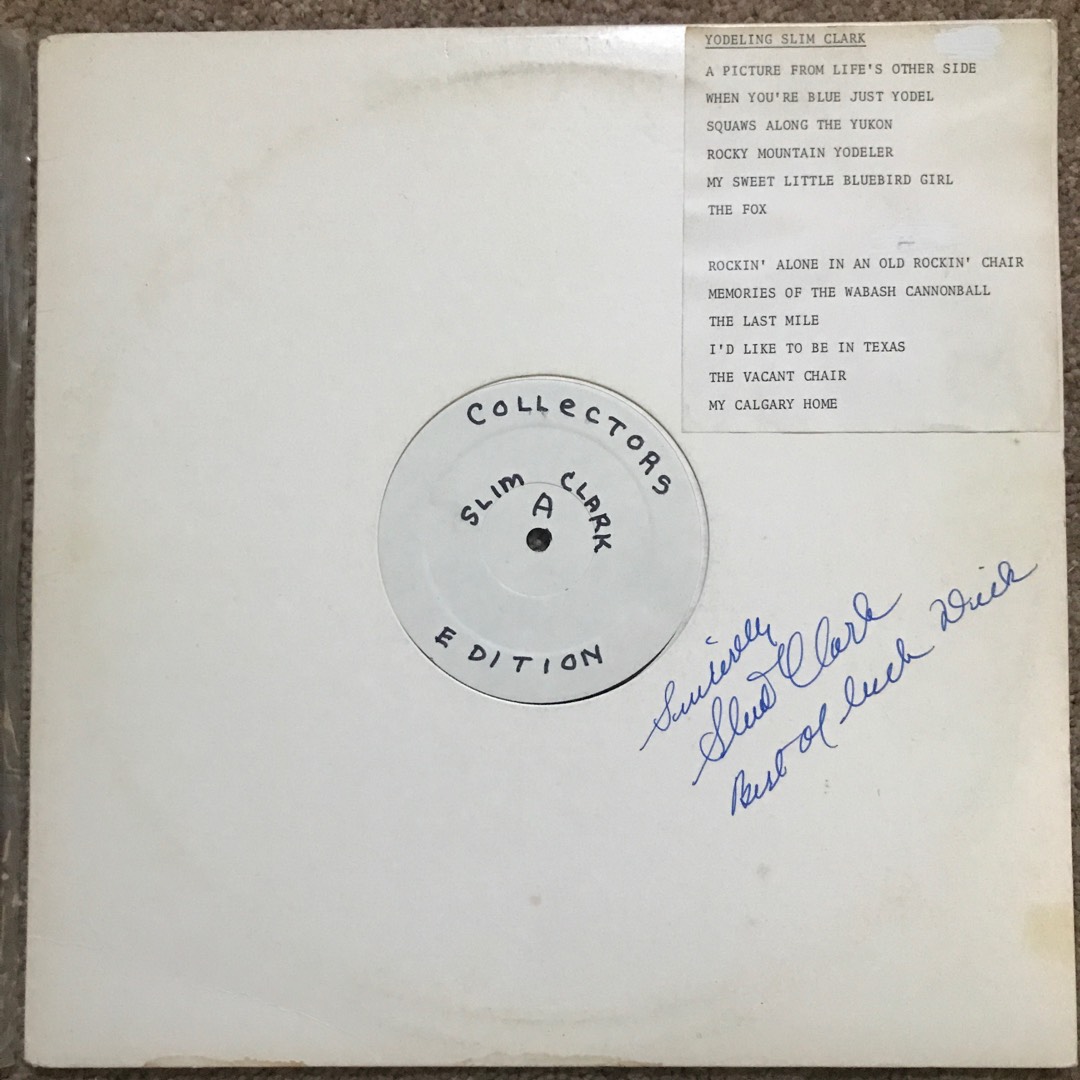 YODELING SLIM CLARK
A PICTURE FROM LIFE'S OTHER SIDE
WHEN YOU'RE BLUE JUST YODEL
SQUAWS ALONG THE YUKON
ROCKY MOUNTAIN YODELER
MY SWEET LITTLE BLUEBIRD GIRL
THE FOX
ROCKIN' ALONE IN AN OLD ROCKIN' CHAIR
MEMORIES OF THE WABASH CANNONBALL
THE LAST MILE
I'D LIKE TO BE IN TEXAS
THE VACANT CHAIR
MY CALGARY HOME
COLLECTORS
SLIM CLARK
A
EDITION
Sincerely
Slim Clark
Best of luck Dick